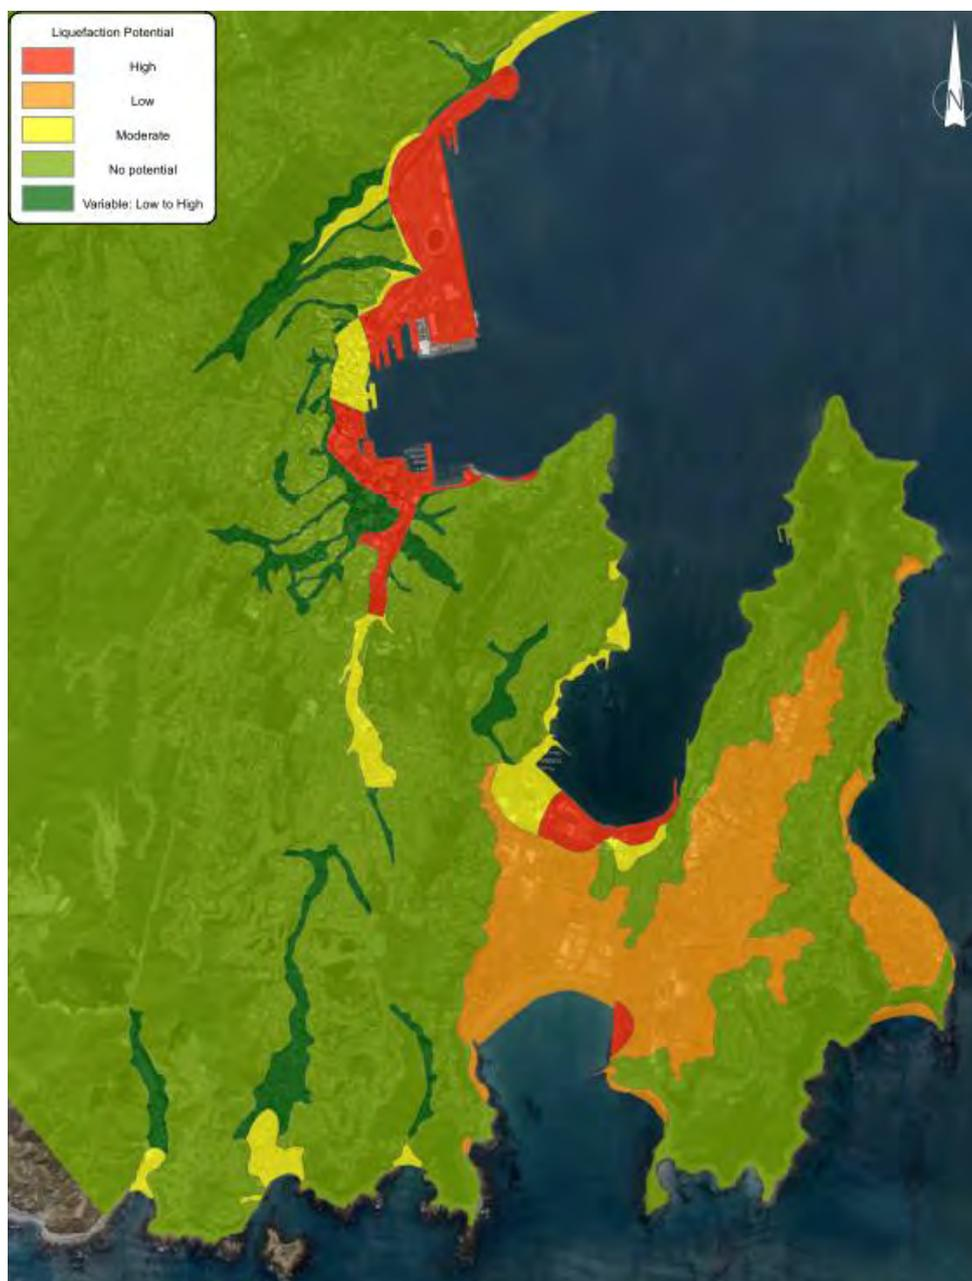 Liquefaction Potential
High
Low
Moderate
No potential
Variable: Low to High
N